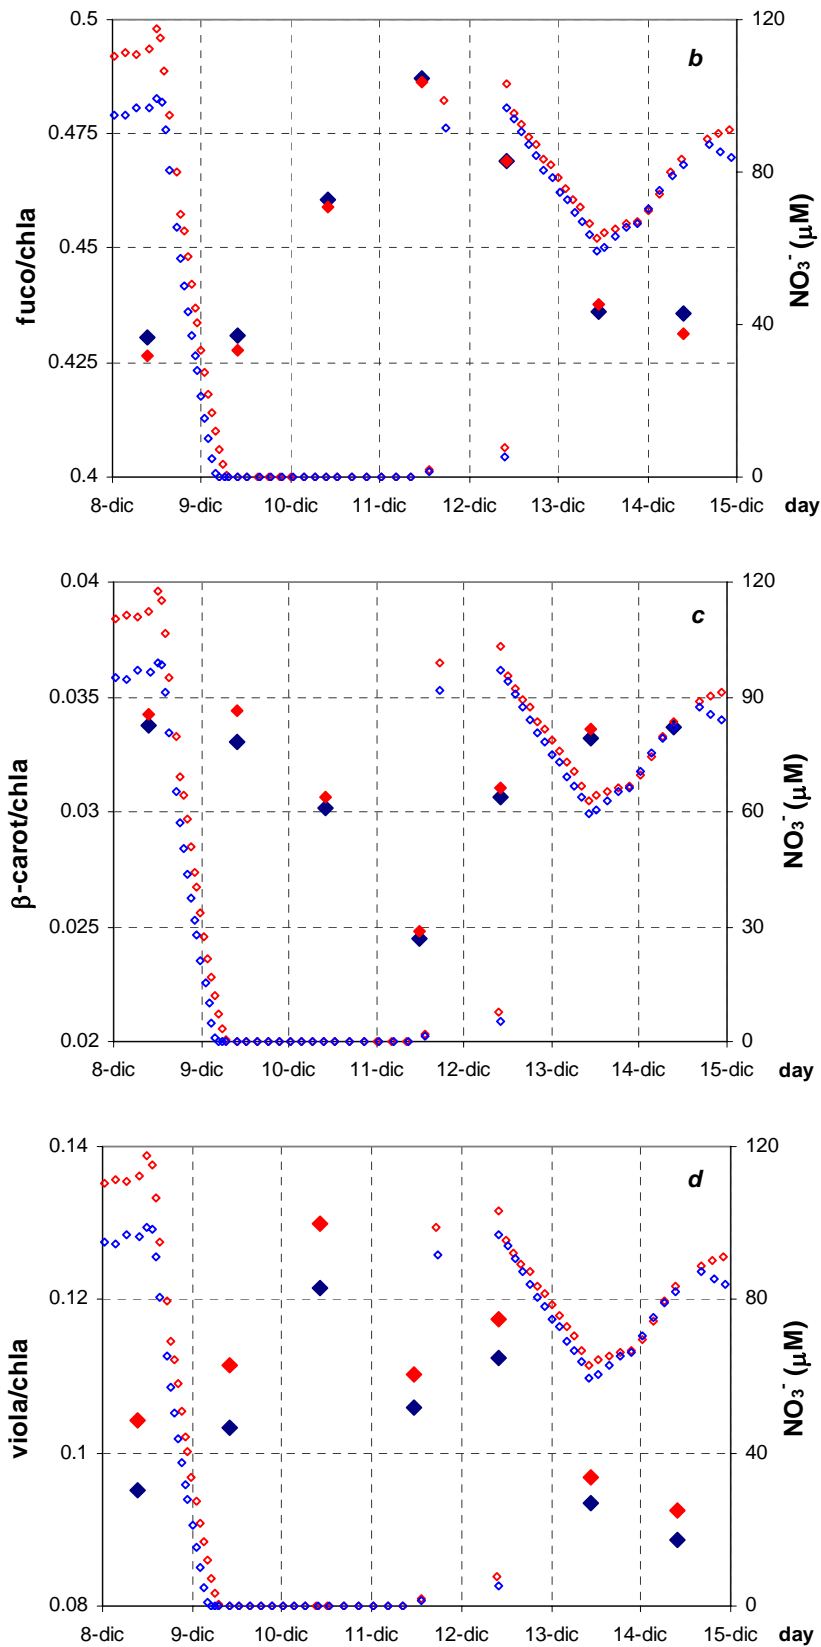 0.5
120
b
0.475
80
0.45
fuco/chla
NO3- (μM)
40
0.425
0.4
0
8-dic 9-dic 10-dic 11-dic 12-dic 13-dic 14-dic 15-dic day
0.04
120
c
0.035
90
β-carot/chla
0.03
60
NO3- (μM)
0.025
30
0.02
0
8-dic 9-dic 10-dic 11-dic 12-dic 13-dic 14-dic 15-dic day
0.14
120
d
0.12
80
viola/chla
NO3- (μM)
0.1
40
0.08
0
8-dic 9-dic 10-dic 11-dic 12-dic 13-dic 14-dic 15-dic day